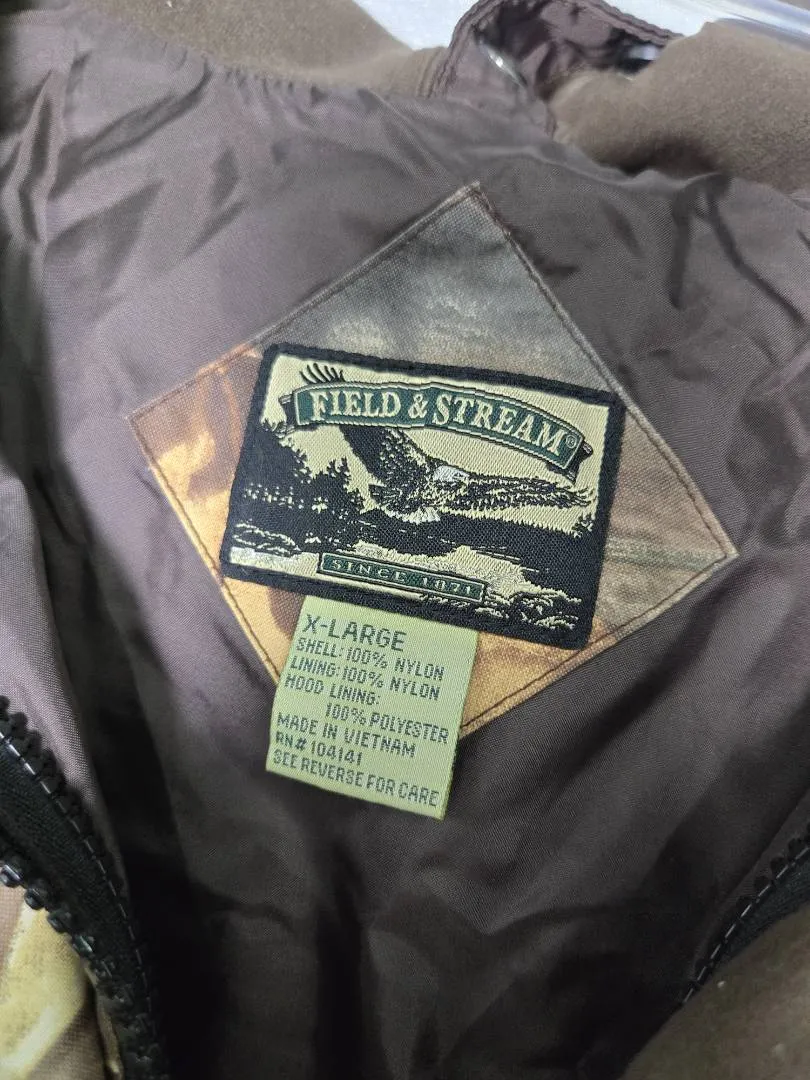 FIELD & STREAM®
SINCE 1871
X-LARGE
SHELL: 100% NYLON
LINING: 100% NYLON
HOOD LINING:
100% POLYESTER
MADE IN VIETNAM
RN# 104141
SEE REVERSE FOR CARE